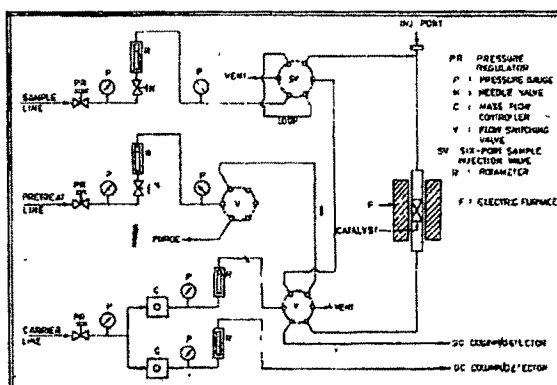 INJ PORT
PR PRESSURE
REGULATOR
P : PRESSURE GAUGE
N : NEEDLE VALVE
C : MASS FLOW
CONTROLLER
V : FLOW SWITCHING
VALVE
SV SIX-PORT SAMPLE
INJECTION VALVE
R : ROTAMETER
F : ELECTRIC FURNACE
PR
P
R
N
P
VENT
SV
LOOP
SAMPLE
LINE
PR
P
R
P
V
PRETREAT
LINE
PURGE
F
CATALYST
PR
P
C
P
R
V
VENT
CARRIER
LINE
C
P
R
GC COLUMN/DETECTOR
GC COLUMN/DETECTOR